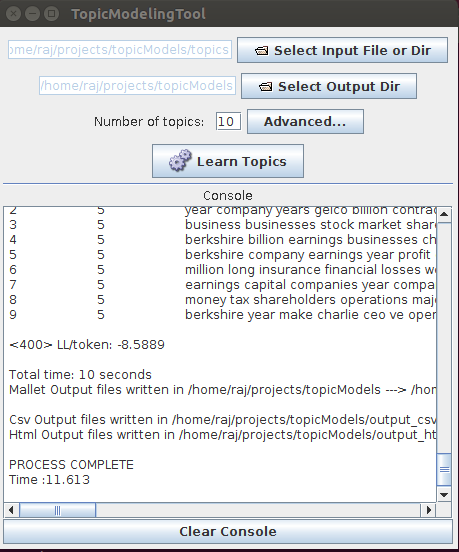 TopicModelingTool
ome/raj/projects/topicModels/topics
Select Input File or Dir
/home/raj/projects/topicModels
Select Output Dir
Number of topics: 10 Advanced...
Learn Topics
Console
2 5 year company years geico billion contrac
3 5 business businesses stock market shar
4 5 berkshire billion earnings businesses ch
5 5 berkshire company earnings year profit
6 5 million long insurance financial losses w
7 5 earnings capital companies year compa
8 5 money tax shareholders operations maj
9 5 berkshire year make charlie ceo ve oper
<400> LL/token: -8.5889
Total time: 10 seconds
Mallet Output files written in /home/raj/projects/topicModels ---> /hom
Csv Output files written in /home/raj/projects/topicModels/output_csv
Html Output files written in /home/raj/projects/topicModels/output_ht
PROCESS COMPLETE
Time :11.613
Clear Console